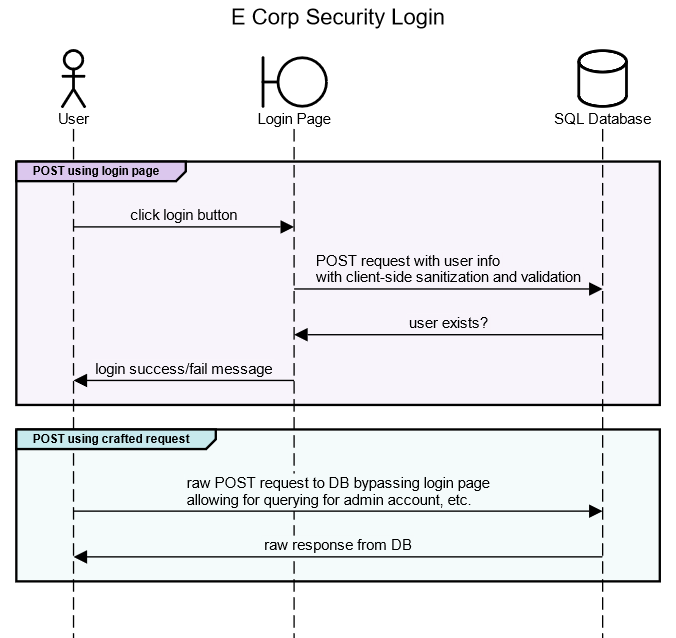 E Corp Security Login
User
Login Page
SQL Database
POST using login page
click login button
POST request with user info
with client-side sanitization and validation
user exists?
login success/fail message
POST using crafted request
raw POST request to DB bypassing login page
allowing for querying for admin account, etc.
raw response from DB